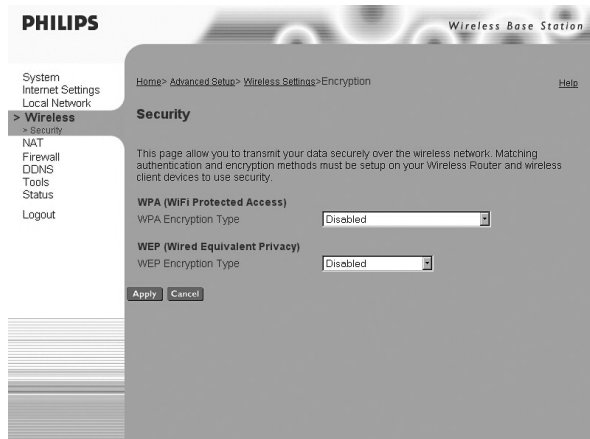 PHILIPS
Wireless Base Station
System
Internet Settings
Local Network
> Wireless
> Security
NAT
Firewall
DDNS
Tools
Status
Logout
Home> Advanced Setup> Wireless Settings>Encryption
Help
Security
This page allow you to transmit your data securely over the wireless network. Matching
authentication and encryption methods must be setup on your Wireless Router and wireless
client devices to use security.
WPA (WiFi Protected Access)
WPA Encryption Type
Disabled
WEP (Wired Equivalent Privacy)
WEP Encryption Type
Disabled
Apply
Cancel